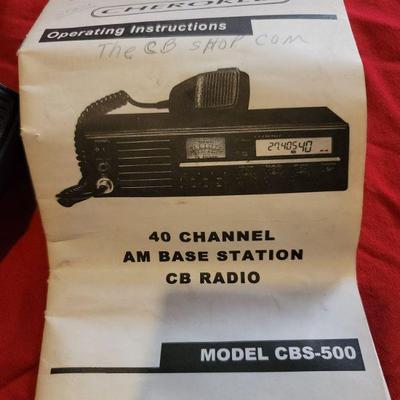 CHEROKEE
Operating Instructions
The CB SHOP COM
27.40540
40 CHANNEL
AM BASE STATION
CB RADIO
MODEL CBS-500